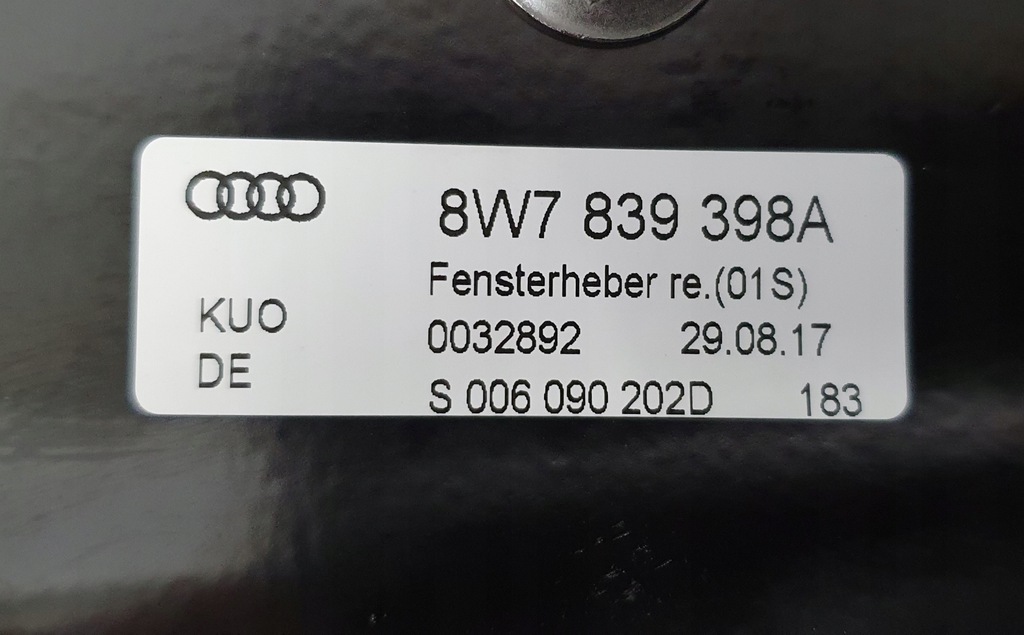 8W7 839 398A
Fensterheber re.(01S)
KUO
0032892 29.08.17
DE
S 006 090 202D 183